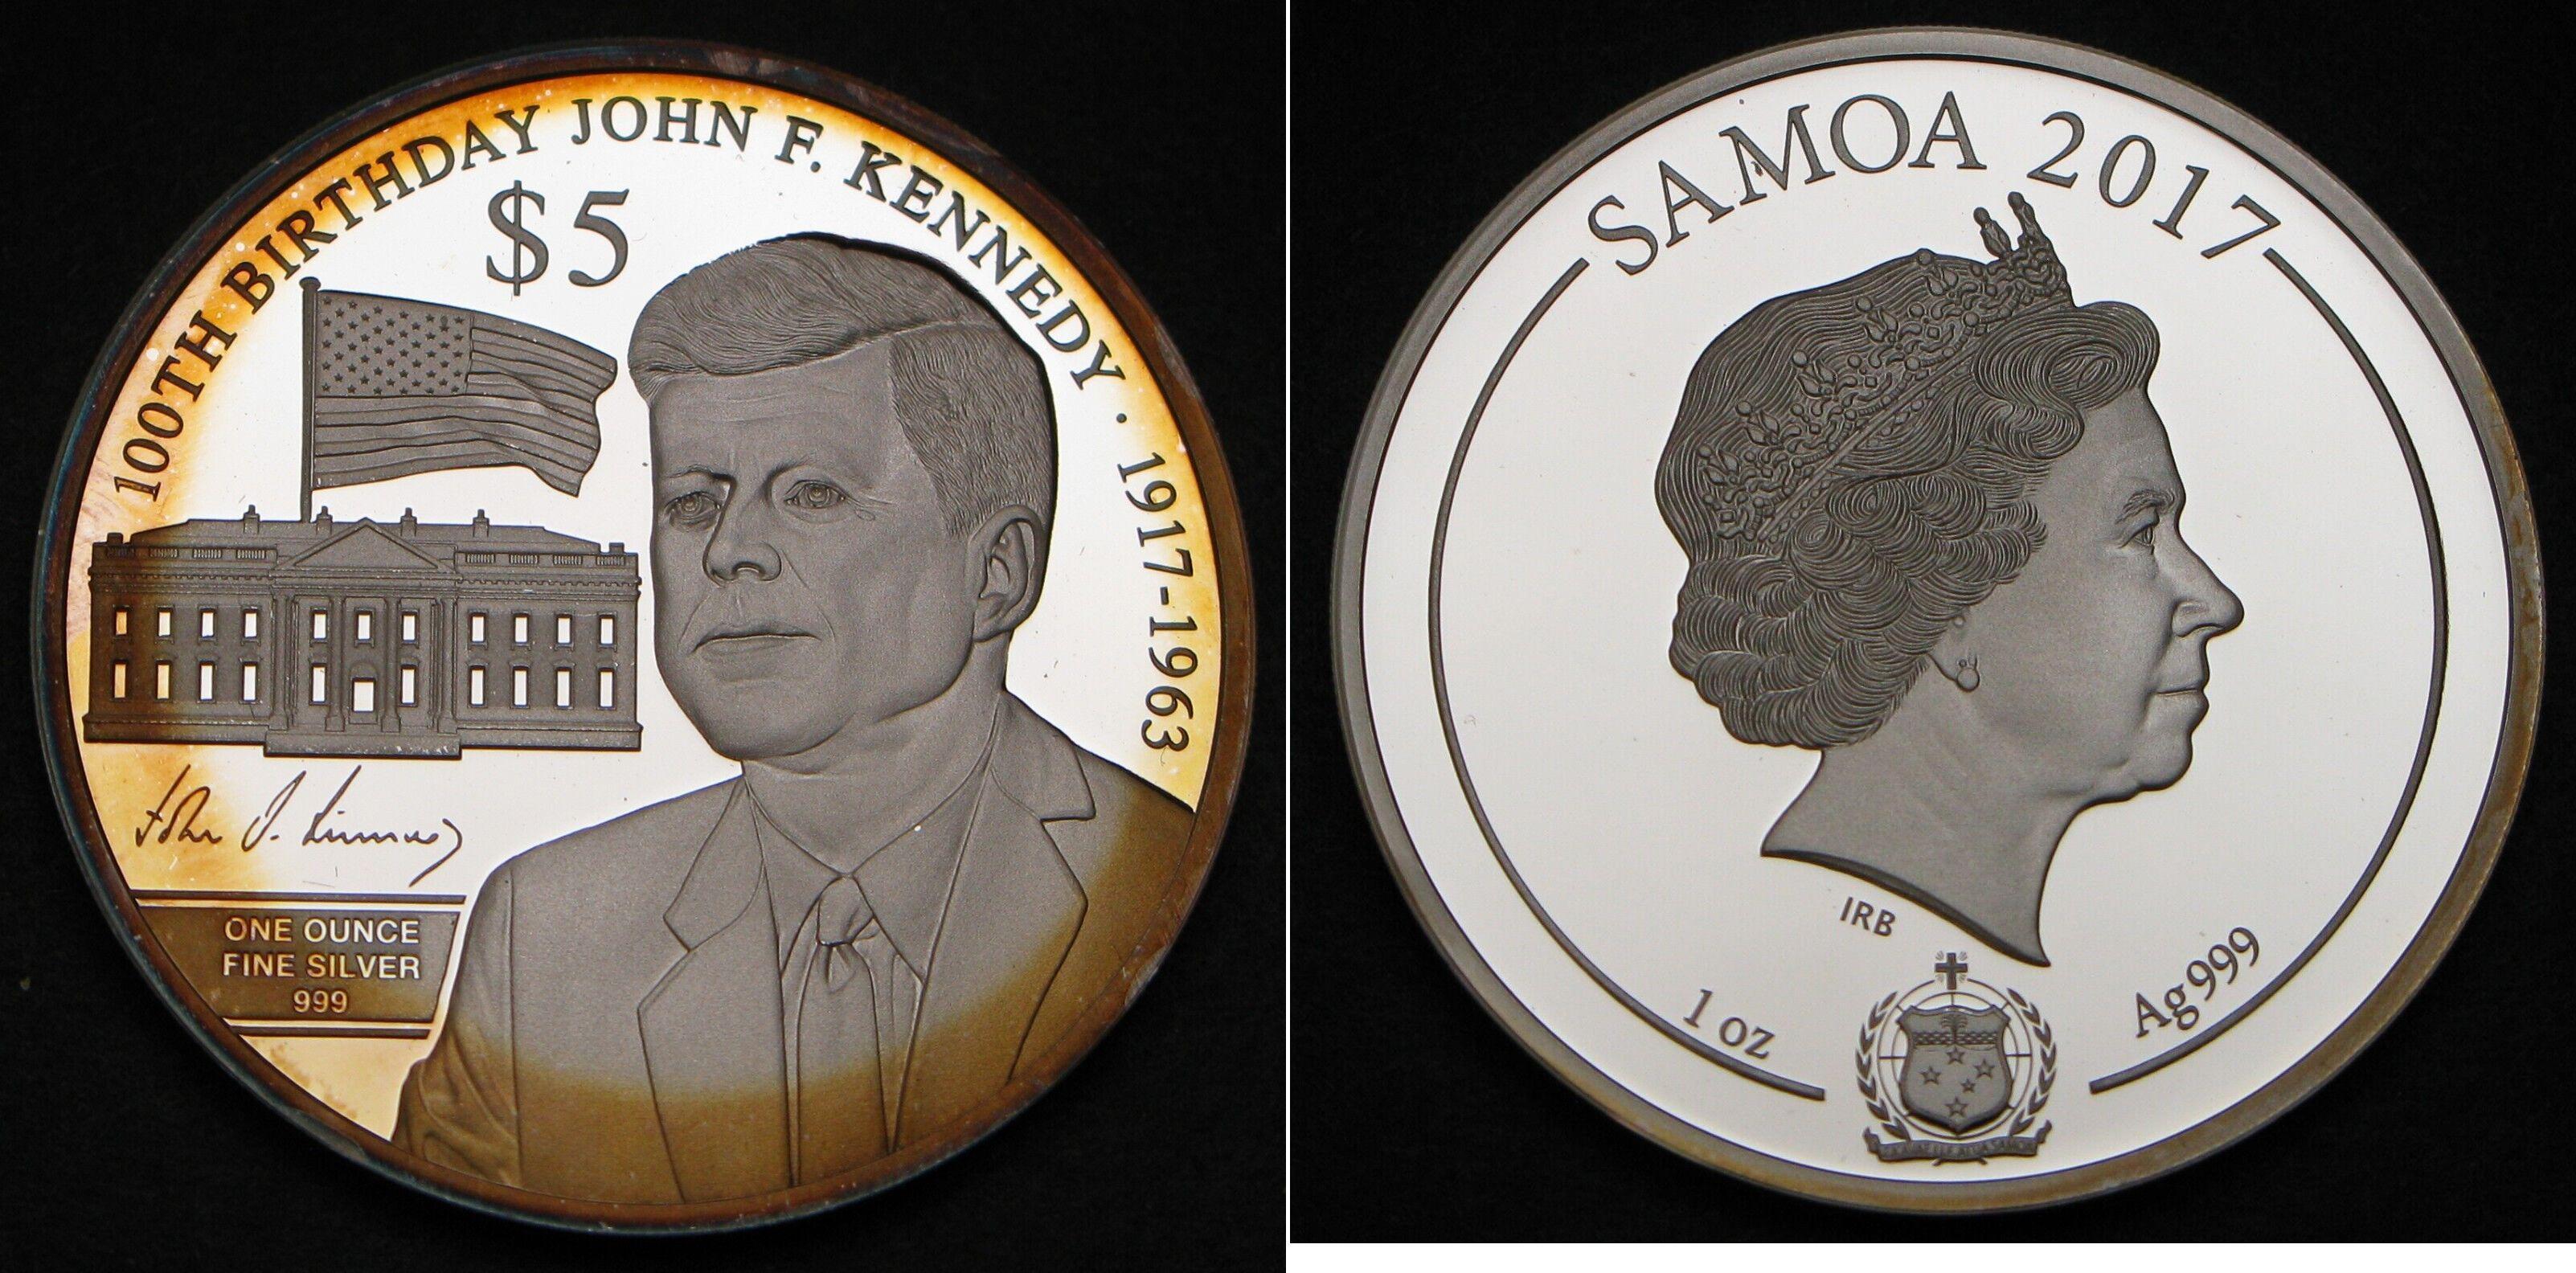 100TH BIRTHDAY JOHN F. KENNEDY · 1917-1963
$5
ONE OUNCE
FINE SILVER
999
SAMOA 2017
IRB
1 oz
Ag999